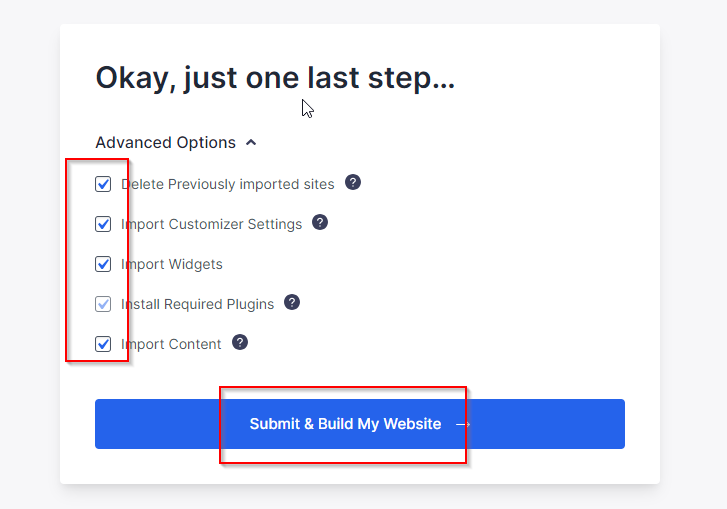 Okay, just one last step...
Advanced Options
Delete Previously imported sites ?
Import Customizer Settings ?
Import Widgets
Install Required Plugins ?
Import Content ?
Submit & Build My Website →